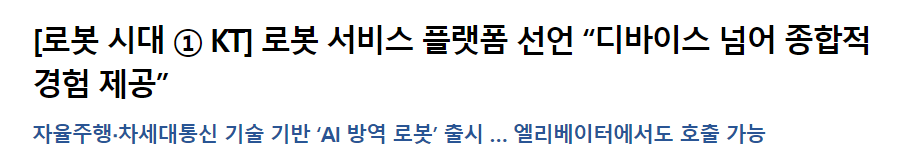 [로봇 시대 ① KT] 로봇 서비스 플랫폼 선언 “디바이스 넘어 종합적
경험 제공”
자율주행·차세대통신 기술 기반 ‘AI 방역 로봇’ 출시 … 엘리베이터에서도 호출 가능